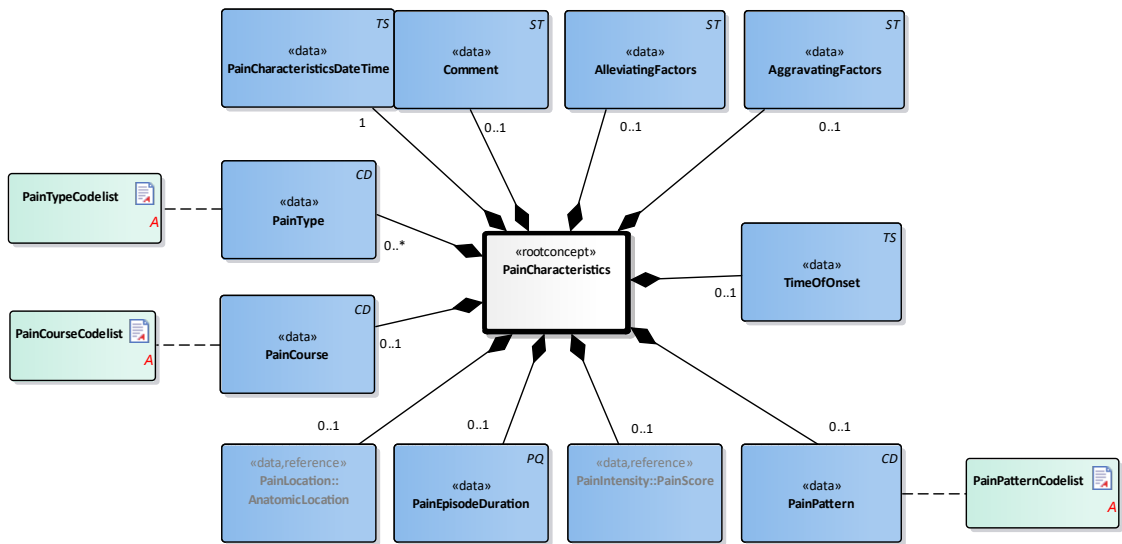 TS
«data»
PainCharacteristicsDateTime
ST
«data»
Comment
ST
«data»
AlleviatingFactors
ST
«data»
AggravatingFactors
1
0..1
0..1
0..1
PainTypeCodelist
A
CD
«data»
PainType
0..*
«rootconcept»
PainCharacteristics
TS
«data»
TimeOfOnset
0..1
PainCourseCodelist
A
CD
«data»
PainCourse
0..1
0..1
0..1
0..1
0..1
«data,reference»
PainLocation::
AnatomicLocation
PQ
«data»
PainEpisodeDuration
«data,reference»
PainIntensity::PainScore
CD
«data»
PainPattern
PainPatternCodelist
A